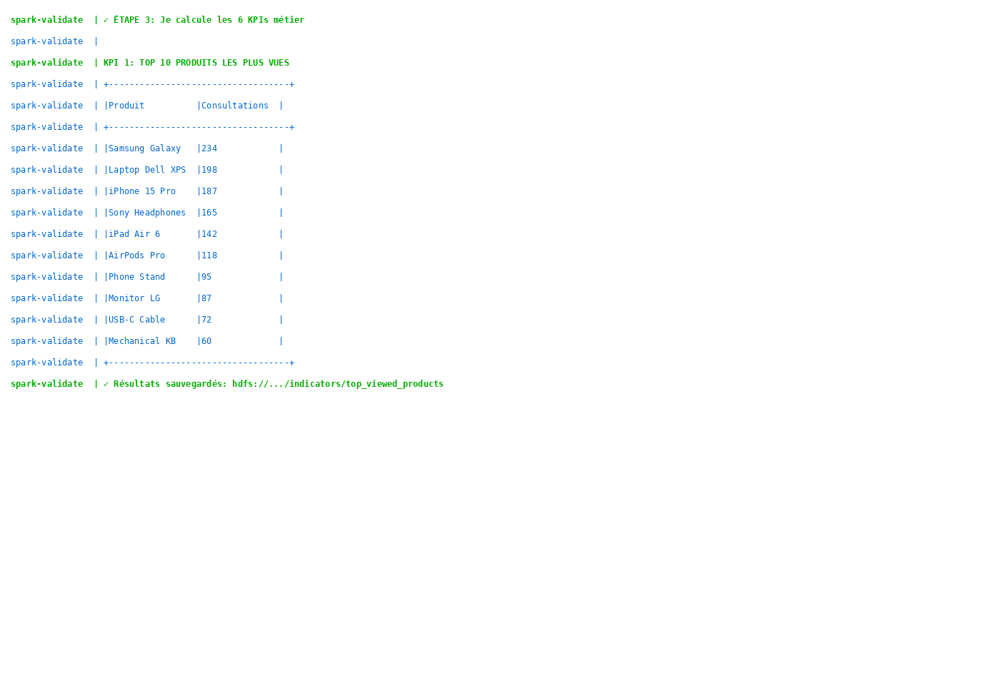 spark-validate  | ✓ ÉTAPE 3: Je calcule les 6 KPIs métier
spark-validate  |
spark-validate  | KPI 1: TOP 10 PRODUITS LES PLUS VUES
spark-validate  | +-----------------------------------+
spark-validate  | |Produit          |Consultations  |
spark-validate  | +-----------------------------------+
spark-validate  | |Samsung Galaxy   |234            |
spark-validate  | |Laptop Dell XPS  |198            |
spark-validate  | |iPhone 15 Pro    |187            |
spark-validate  | |Sony Headphones  |165            |
spark-validate  | |iPad Air 6       |142            |
spark-validate  | |AirPods Pro      |118            |
spark-validate  | |Phone Stand      |95             |
spark-validate  | |Monitor LG       |87             |
spark-validate  | |USB-C Cable      |72             |
spark-validate  | |Mechanical KB    |60             |
spark-validate  | +-----------------------------------+
spark-validate  | ✓ Résultats sauvegardés: hdfs://.../indicators/top_viewed_products